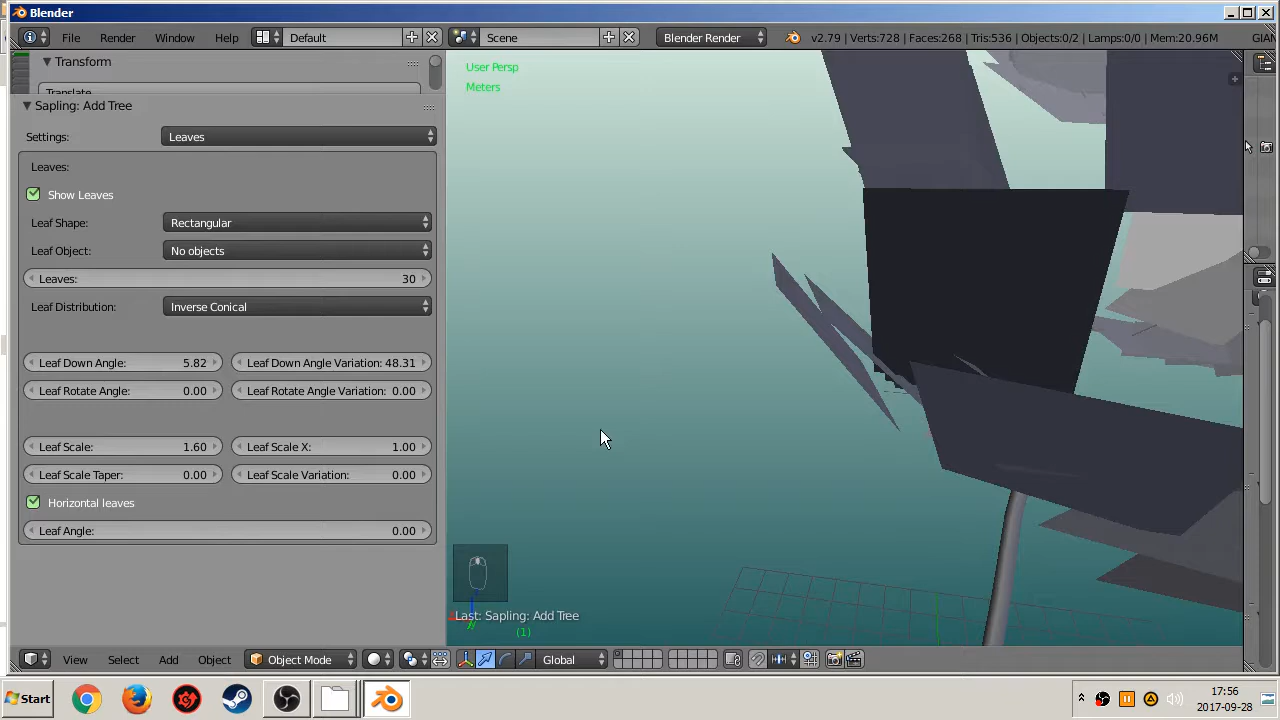 Blender
File Render Window Help Default Scene Blender Render v2.79 | Verts:728 | Faces:268 | Tris:536 | Objects:0/2 | Lamps:0/0 | Mem:20.96M
Transform
Sapling: Add Tree
Settings: Leaves
Leaves:
Show Leaves
Leaf Shape: Rectangular
Leaf Object: No objects
Leaves: 30
Leaf Distribution: Inverse Conical
Leaf Down Angle: 5.82 Leaf Down Angle Variation: 48.31
Leaf Rotate Angle: 0.00 Leaf Rotate Angle Variation: 0.00
Leaf Scale: 1.60 Leaf Scale X: 1.00
Leaf Scale Taper: 0.00 Leaf Scale Variation: 0.00
Horizontal leaves
Leaf Angle: 0.00
User Persp
Meters
Last: Sapling: Add Tree
(1)
View Select Add Object Object Mode Global
Start
17:56
2017-09-28